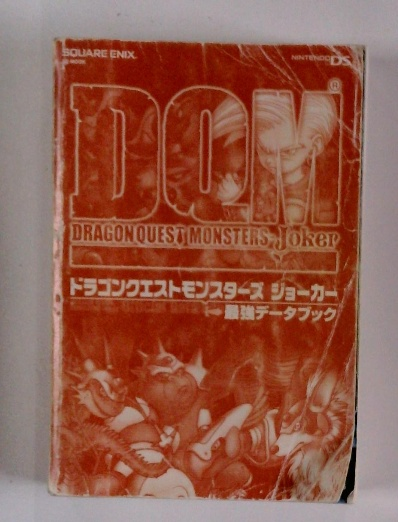 SQUARE ENIX.
NINTENDO DS
DQM
DRAGON QUEST MONSTERS Joker
ドラゴンクエストモンスターズ ジョーカー
最強データブック